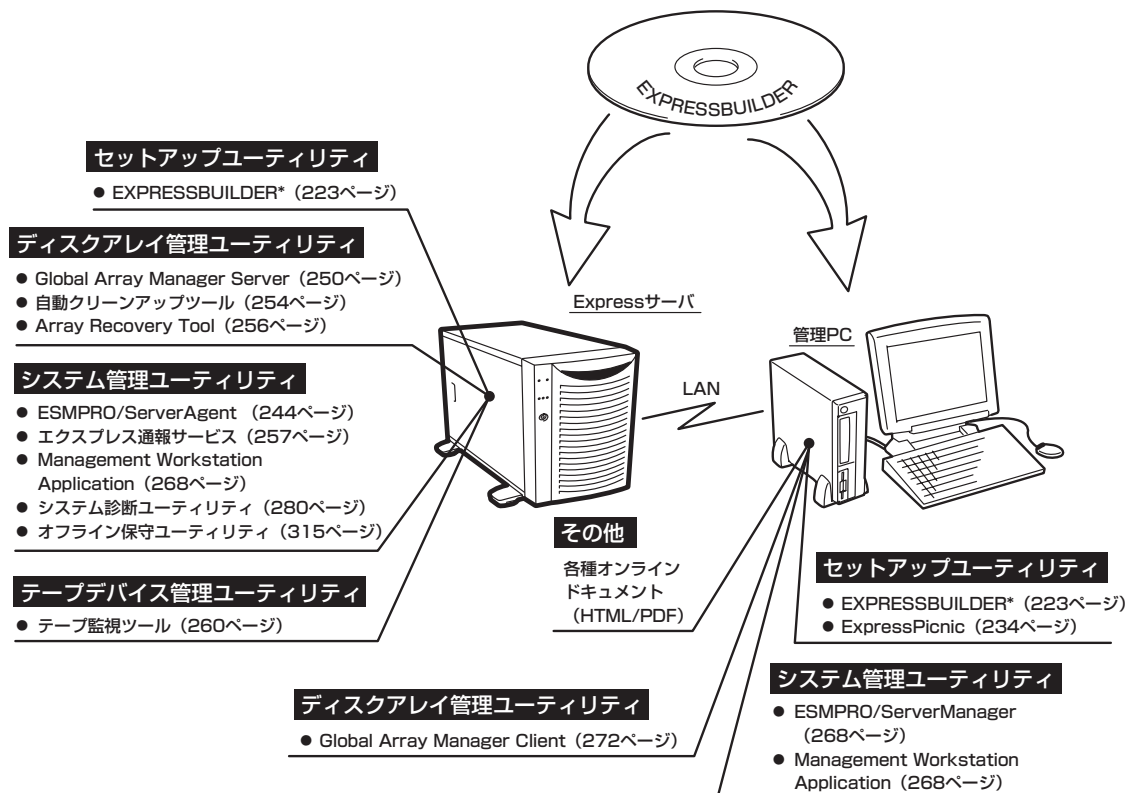 EXPRESSBUILDER
セットアップユーティリティ
● EXPRESSBUILDER*（223ページ）
ディスクアレイ管理ユーティリティ
● Global Array Manager Server（250ページ）
● 自動クリーンアップツール（254ページ）
● Array Recovery Tool（256ページ）
システム管理ユーティリティ
● ESMPRO/ServerAgent （244ページ）
● エクスプレス通報サービス（257ページ）
● Management Workstation
Application（268ページ）
● システム診断ユーティリティ（280ページ）
● オフライン保守ユーティリティ（315ページ）
テープデバイス管理ユーティリティ
● テープ監視ツール（260ページ）
Expressサーバ
LAN
管理PC
その他
各種オンライン
ドキュメント
（HTML/PDF）
ディスクアレイ管理ユーティリティ
● Global Array Manager Client（272ページ）
セットアップユーティリティ
● EXPRESSBUILDER*（223ページ）
● ExpressPicnic（234ページ）
システム管理ユーティリティ
● ESMPRO/ServerManager
（268ページ）
● Management Workstation
Application（268ページ）